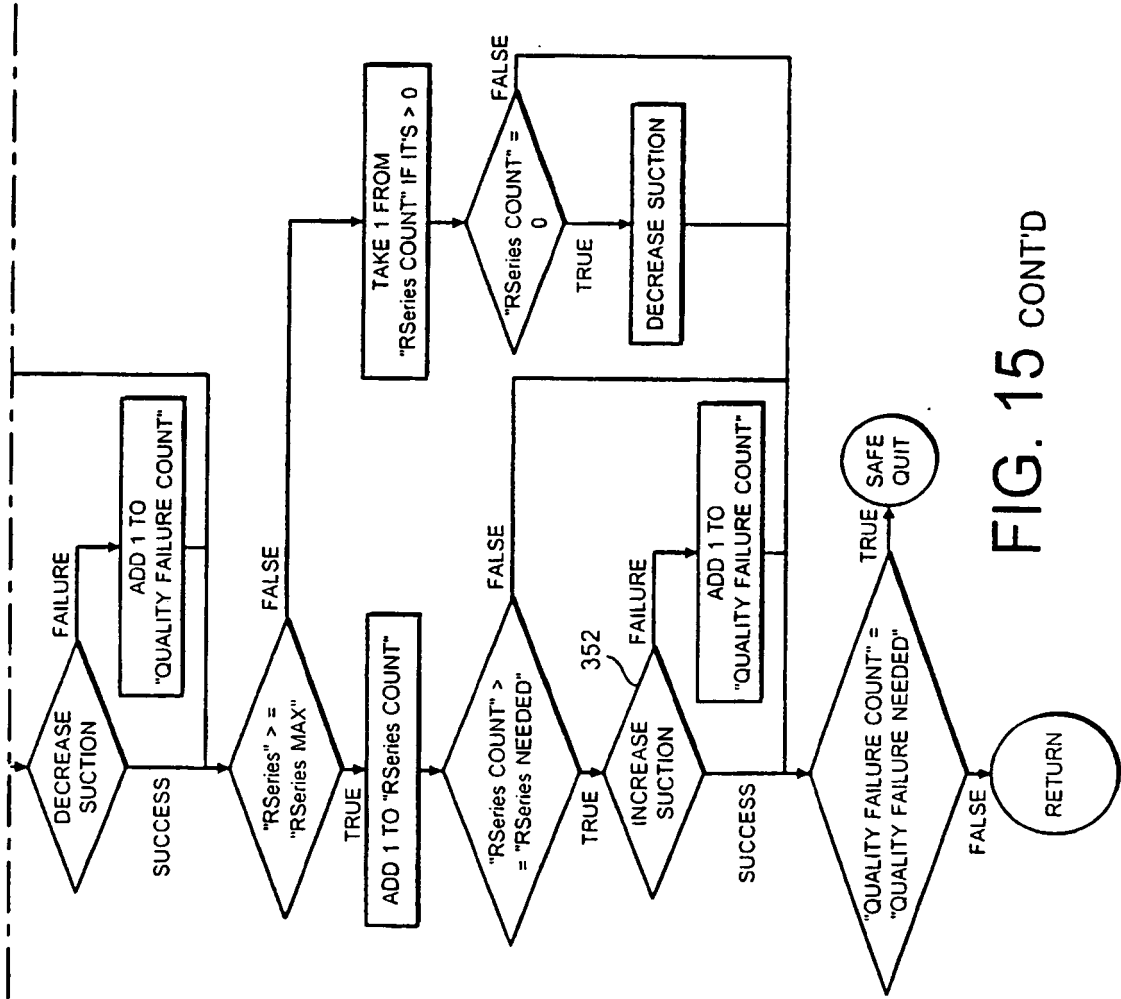 DECREASE
SUCTION
FAILURE
ADD 1 TO
"QUALITY FAILURE COUNT"
SUCCESS
"RSeries" > =
"RSeries MAX"
FALSE
TRUE
TAKE 1 FROM
"RSeries COUNT" IF IT'S > 0
ADD 1 TO "RSeries COUNT"
"RSeries COUNT" =
0
FALSE
TRUE
DECREASE SUCTION
"RSeries COUNT" >
= "RSeries NEEDED"
FALSE
TRUE
352
INCREASE
SUCTION
FAILURE
ADD 1 TO
"QUALITY FAILURE COUNT"
SUCCESS
"QUALITY FAILURE COUNT" =
"QUALITY FAILURE NEEDED"
TRUE
SAFE
QUIT
FALSE
RETURN
FIG. 15 CONT'D